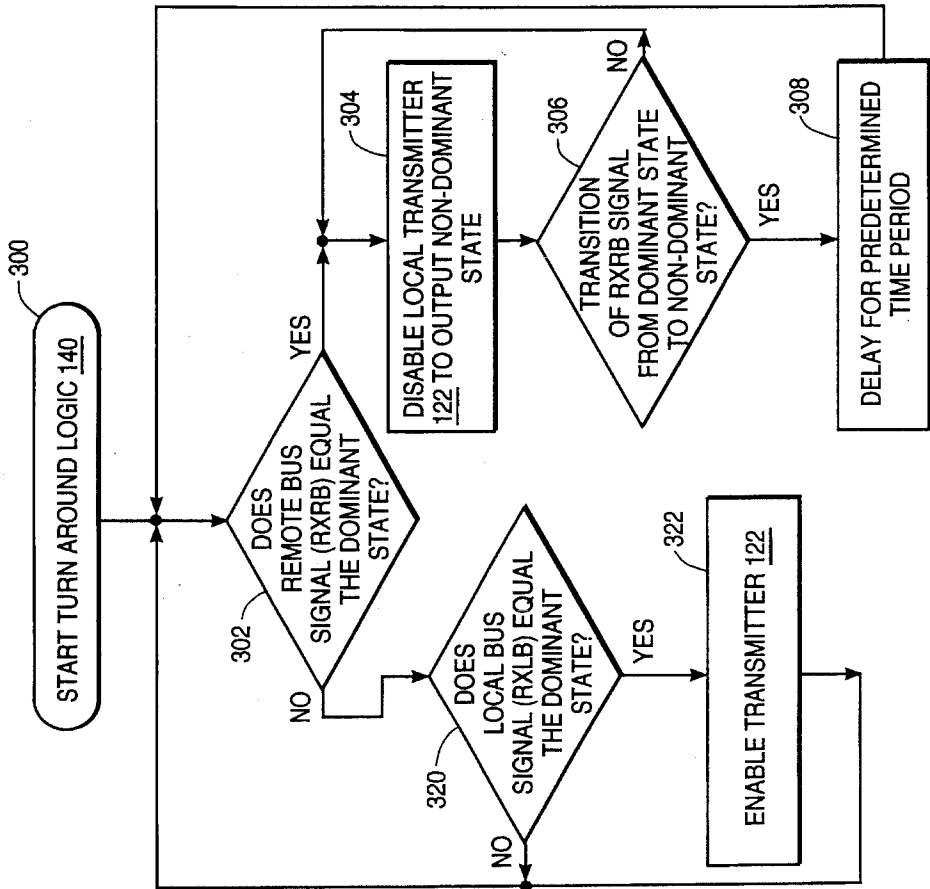 300
START TURN AROUND LOGIC 140
302
DOES
REMOTE BUS
SIGNAL (RXRB) EQUAL
THE DOMINANT
STATE?
YES
NO
304
DISABLE LOCAL TRANSMITTER
122 TO OUTPUT NON-DOMINANT
STATE
306
TRANSITION
OF RXRB SIGNAL
FROM DOMINANT STATE
TO NON-DOMINANT
STATE?
NO
YES
308
DELAY FOR PREDETERMINED
TIME PERIOD
320
DOES
LOCAL BUS
SIGNAL (RXLB) EQUAL
THE DOMINANT
STATE?
NO
YES
322
ENABLE TRANSMITTER 122